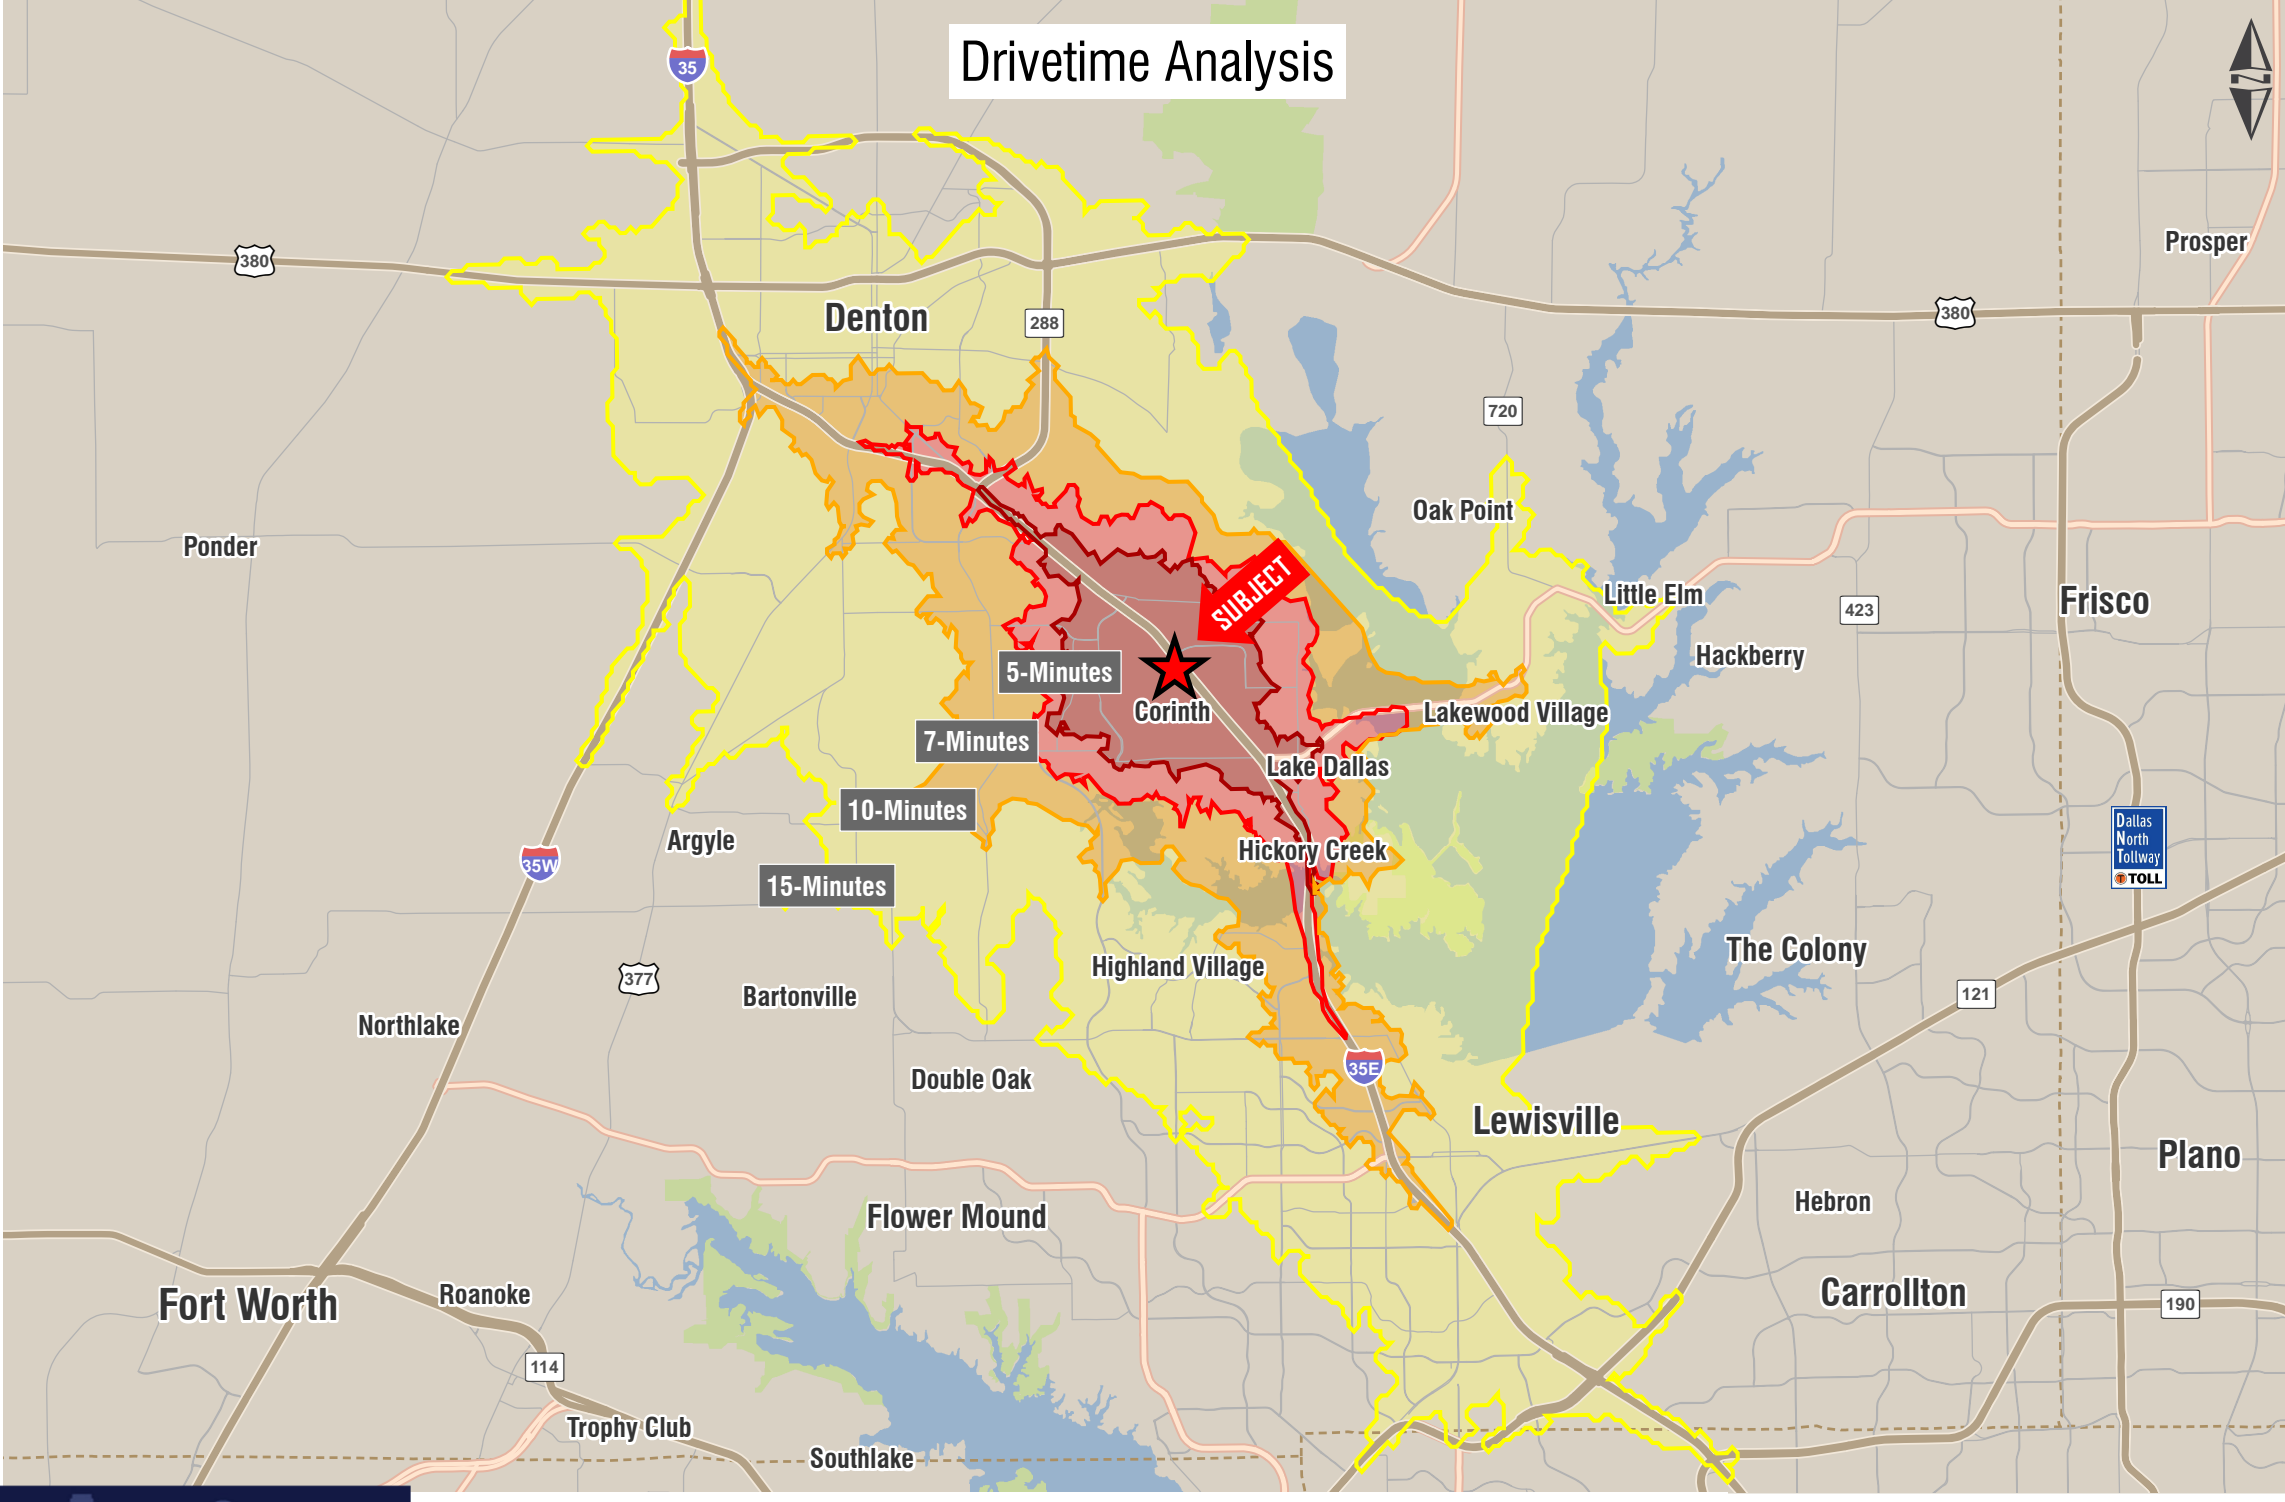 Drivetime Analysis
35
Prosper
380
380
Denton
288
720
Oak Point
Ponder
SUBJECT
Little Elm
Frisco
423
Hackberry
5-Minutes
Corinth
Lakewood Village
7-Minutes
Lake Dallas
10-Minutes
Argyle
Hickory Creek
Dallas
North
Tollway
TOLL
35W
15-Minutes
The Colony
Highland Village
377
Bartonville
121
Northlake
35E
Double Oak
Lewisville
Plano
Hebron
Flower Mound
Roanoke
Carrollton
Fort Worth
190
114
Trophy Club
Southlake